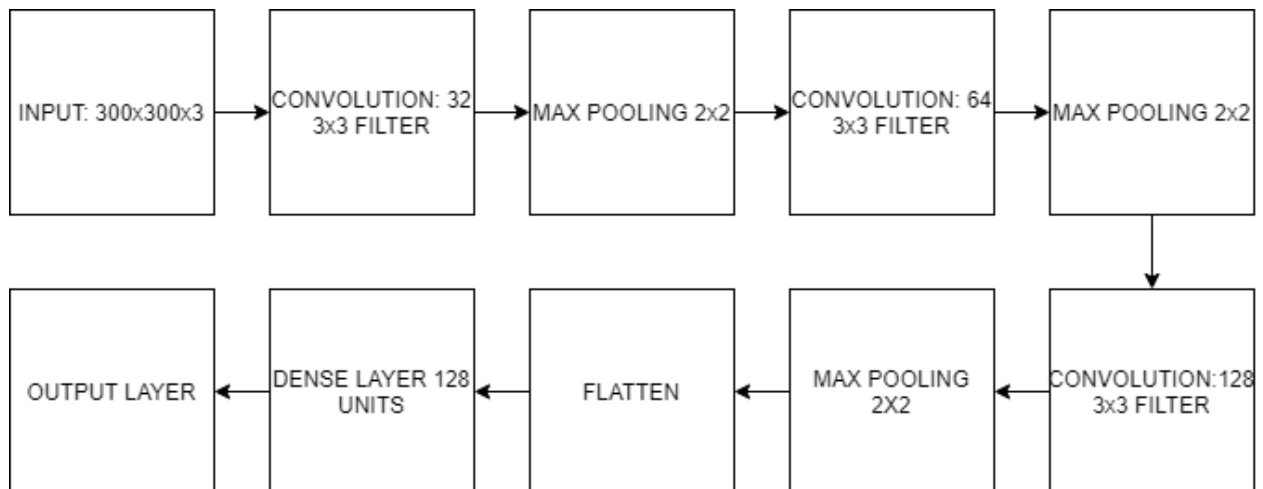 INPUT: 300x300x3
CONVOLUTION: 32
3x3 FILTER
MAX POOLING 2x2
CONVOLUTION: 64
3x3 FILTER
MAX POOLING 2x2
CONVOLUTION:128
3x3 FILTER
MAX POOLING
2X2
FLATTEN
DENSE LAYER 128
UNITS
OUTPUT LAYER